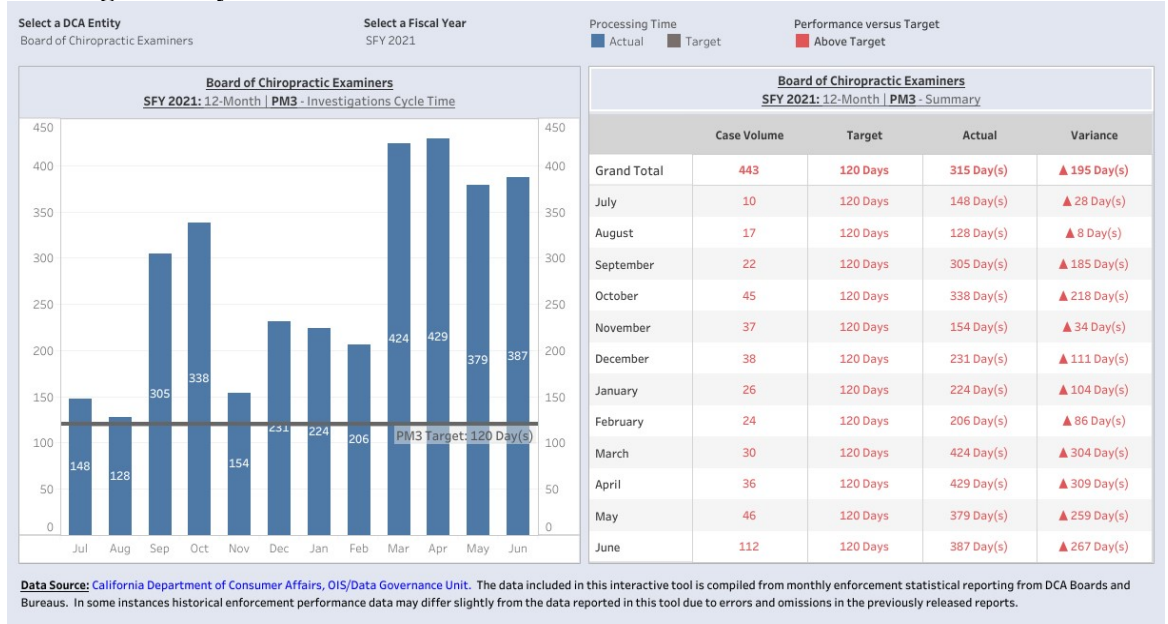 Select a DCA Entity
Board of Chiropractic Examiners
Select a Fiscal Year
SFY 2021
Processing Time
Actual Target
Performance versus Target
Above Target
Board of Chiropractic Examiners
SFY 2021: 12-Month | PM3 - Investigations Cycle Time
450 450
400 400
350 350
300 300
250 250
200 200
150 150
100 100
50 50
0 0
148 128 305 338 154 231 224 206 424 429 379 387
PM3 Target: 120 Day(s)
Jul Aug Sep Oct Nov Dec Jan Feb Mar Apr May Jun
Board of Chiropractic Examiners
SFY 2021: 12-Month | PM3 - Summary
Case Volume Target Actual Variance
Grand Total 443 120 Days 315 Day(s) ▲ 195 Day(s)
July 10 120 Days 148 Day(s) ▲ 28 Day(s)
August 17 120 Days 128 Day(s) ▲ 8 Day(s)
September 22 120 Days 305 Day(s) ▲ 185 Day(s)
October 45 120 Days 338 Day(s) ▲ 218 Day(s)
November 37 120 Days 154 Day(s) ▲ 34 Day(s)
December 38 120 Days 231 Day(s) ▲ 111 Day(s)
January 26 120 Days 224 Day(s) ▲ 104 Day(s)
February 24 120 Days 206 Day(s) ▲ 86 Day(s)
March 30 120 Days 424 Day(s) ▲ 304 Day(s)
April 36 120 Days 429 Day(s) ▲ 309 Day(s)
May 46 120 Days 379 Day(s) ▲ 259 Day(s)
June 112 120 Days 387 Day(s) ▲ 267 Day(s)
Data Source: California Department of Consumer Affairs, OIS/Data Governance Unit. The data included in this interactive tool is compiled from monthly enforcement statistical reporting from DCA Boards and
Bureaus. In some instances historical enforcement performance data may differ slightly from the data reported in this tool due to errors and omissions in the previously released reports.